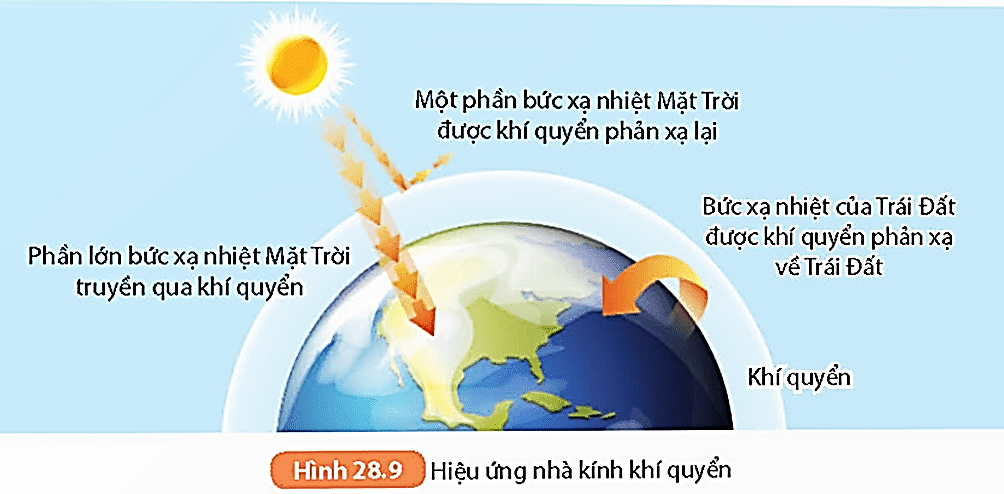 Một phần bức xạ nhiệt Mặt Trời
được khí quyển phản xạ lại
Bức xạ nhiệt của Trái Đất
được khí quyển phản xạ
về Trái Đất
Phần lớn bức xạ nhiệt Mặt Trời
truyền qua khí quyển
Khí quyển
Hình 28.9 Hiệu ứng nhà kính khí quyển